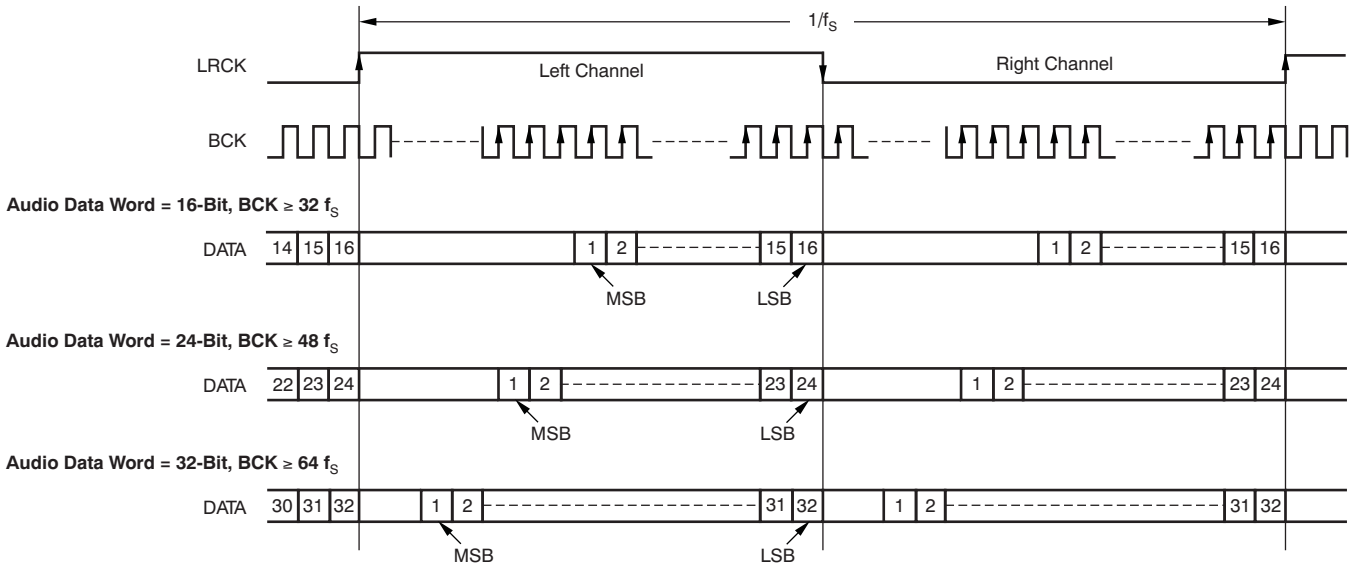 1/fS
LRCK
Left Channel
Right Channel
BCK
Audio Data Word = 16-Bit, BCK ≥ 32 fS
DATA 14 15 16 1 2 15 16 1 2 15 16
MSB LSB
Audio Data Word = 24-Bit, BCK ≥ 48 fS
DATA 22 23 24 1 2 23 24 1 2 23 24
MSB LSB
Audio Data Word = 32-Bit, BCK ≥ 64 fS
DATA 30 31 32 1 2 31 32 1 2 31 32
MSB LSB